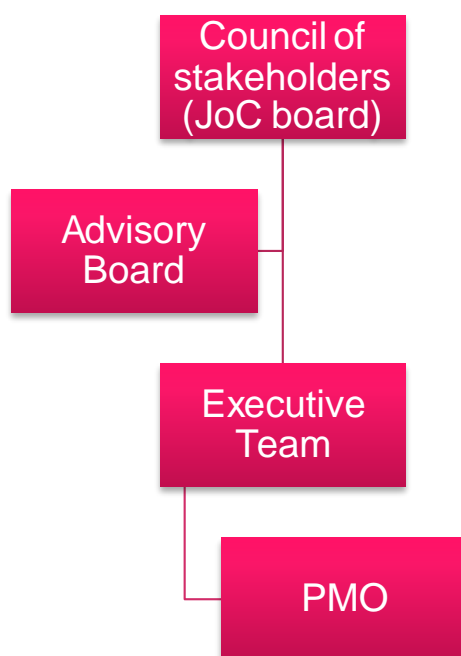 Council of
stakeholders
(JoC board)
Advisory
Board
Executive
Team
PMO